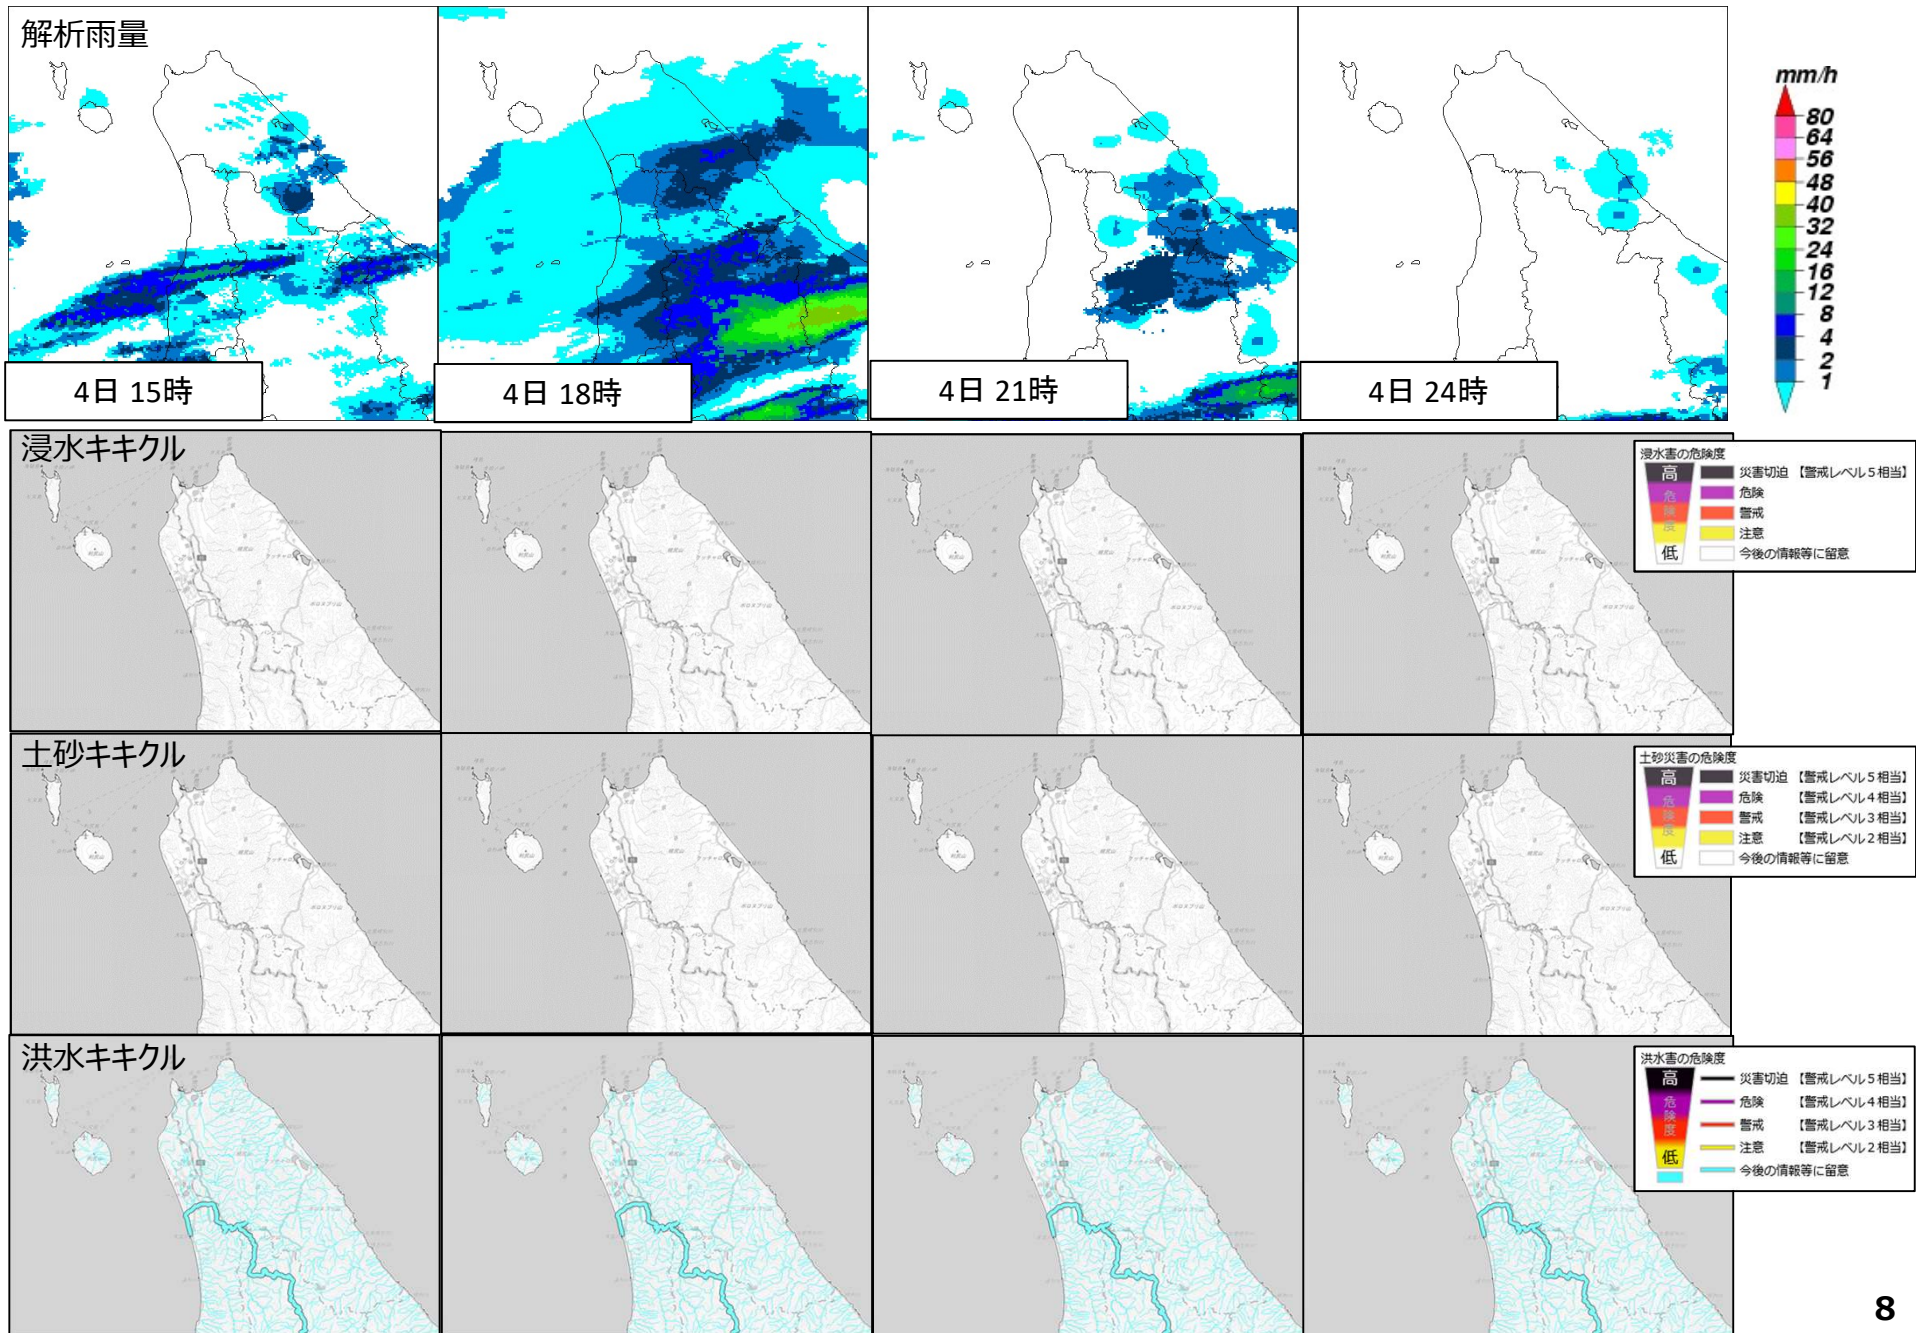 解析雨量
4日 15時
4日 18時
4日 21時
4日 24時
mm/h
80
64
56
48
40
32
24
16
12
8
4
2
1
浸水キキクル
浸水害の危険度
高
危険度
低
災害切迫 【警戒レベル5相当】
危険
警戒
注意
今後の情報等に留意
土砂キキクル
土砂災害の危険度
高
危険度
低
災害切迫 【警戒レベル5相当】
危険 【警戒レベル4相当】
警戒 【警戒レベル3相当】
注意 【警戒レベル2相当】
今後の情報等に留意
洪水キキクル
洪水害の危険度
高
危険度
低
災害切迫 【警戒レベル5相当】
危険 【警戒レベル4相当】
警戒 【警戒レベル3相当】
注意 【警戒レベル2相当】
今後の情報等に留意
8